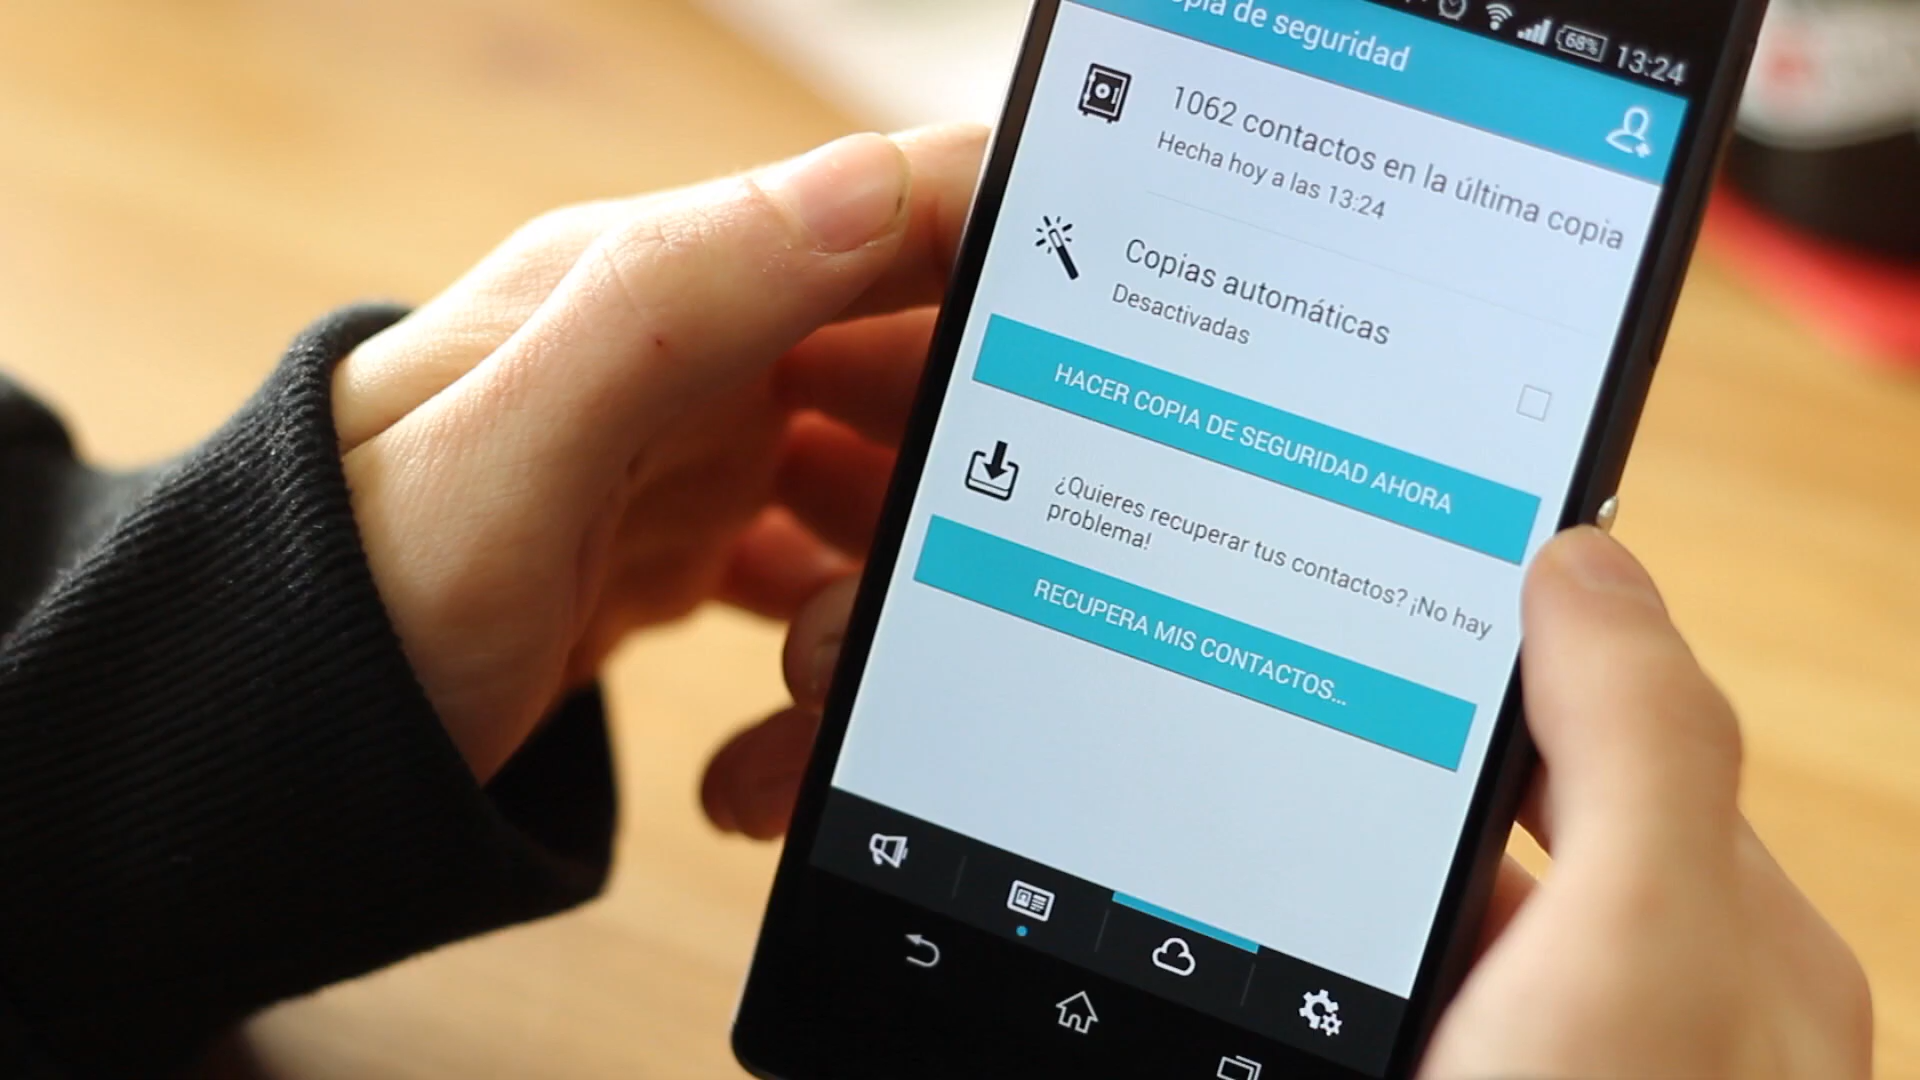 68% 13:24
de seguridad
1062 contactos en la última copia
Hecha hoy a las 13:24
Copias automáticas
Desactivadas
HACER COPIA DE SEGURIDAD AHORA
¿Quieres recuperar tus contactos? ¡No hay
problema!
RECUPERA MIS CONTACTOS...